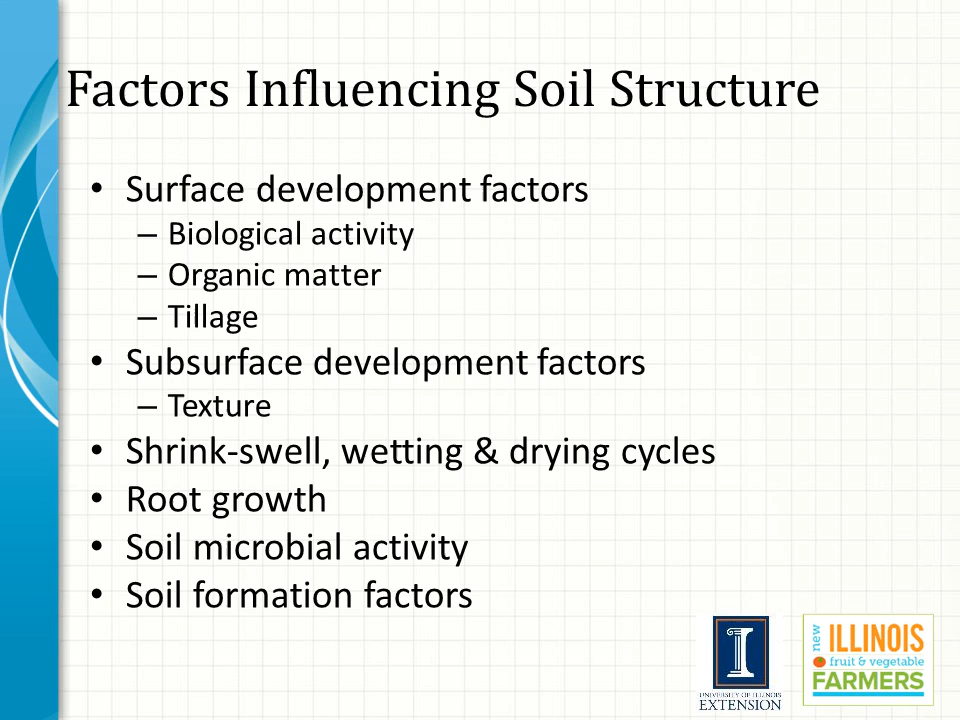 Factors Influencing Soil Structure
• Surface development factors
– Biological activity
– Organic matter
– Tillage
• Subsurface development factors
– Texture
• Shrink-swell, wetting & drying cycles
• Root growth
• Soil microbial activity
• Soil formation factors
I
UNIVERSITY OF ILLINOIS
EXTENSION
new
ILLINOIS
fruit & vegetable
FARMERS